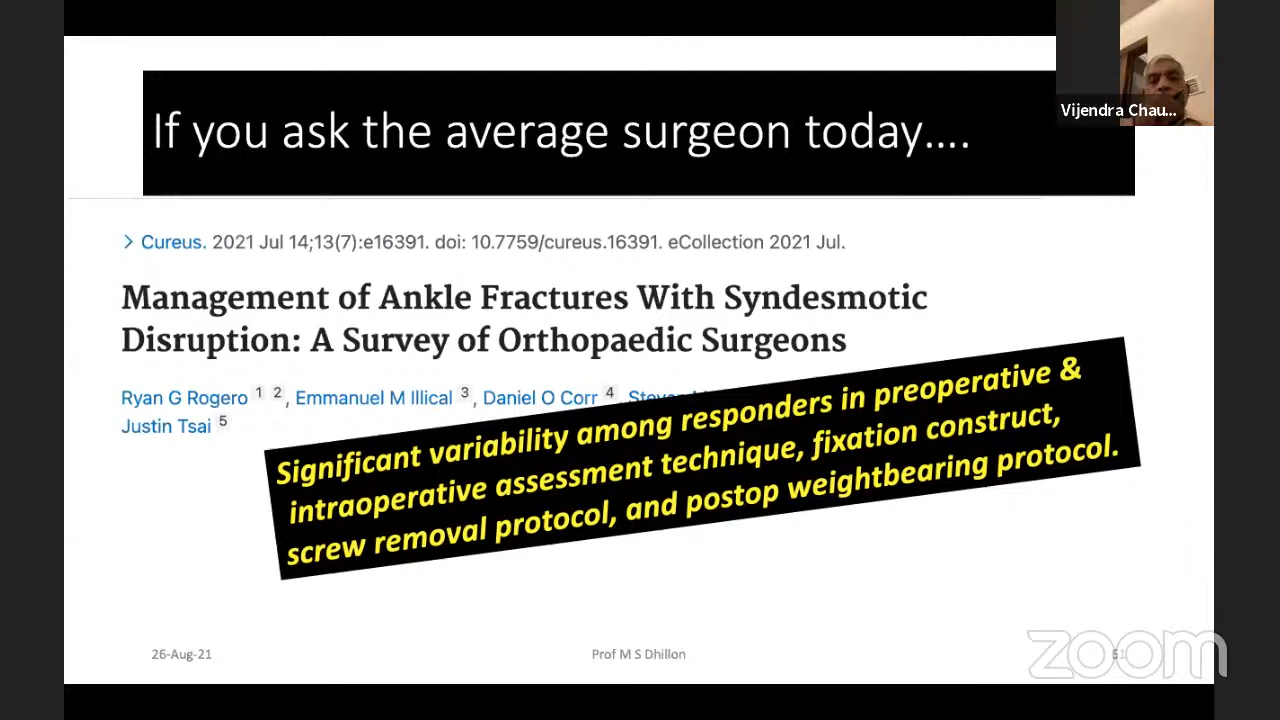 If you ask the average surgeon today....
Vijendra Chau...
> Cureus. 2021 Jul 14;13(7):e16391. doi: 10.7759/cureus.16391. eCollection 2021 Jul.
Management of Ankle Fractures With Syndesmotic
Disruption: A Survey of Orthopaedic Surgeons
Ryan G Rogero 1 2, Emmanuel M Illical 3, Daniel O Corr 4,
Justin Tsai 5
Significant variability among responders in preoperative &
intraoperative assessment technique, fixation construct,
screw removal protocol, and postop weightbearing protocol.
26-Aug-21
Prof M S Dhillon
61
zoom